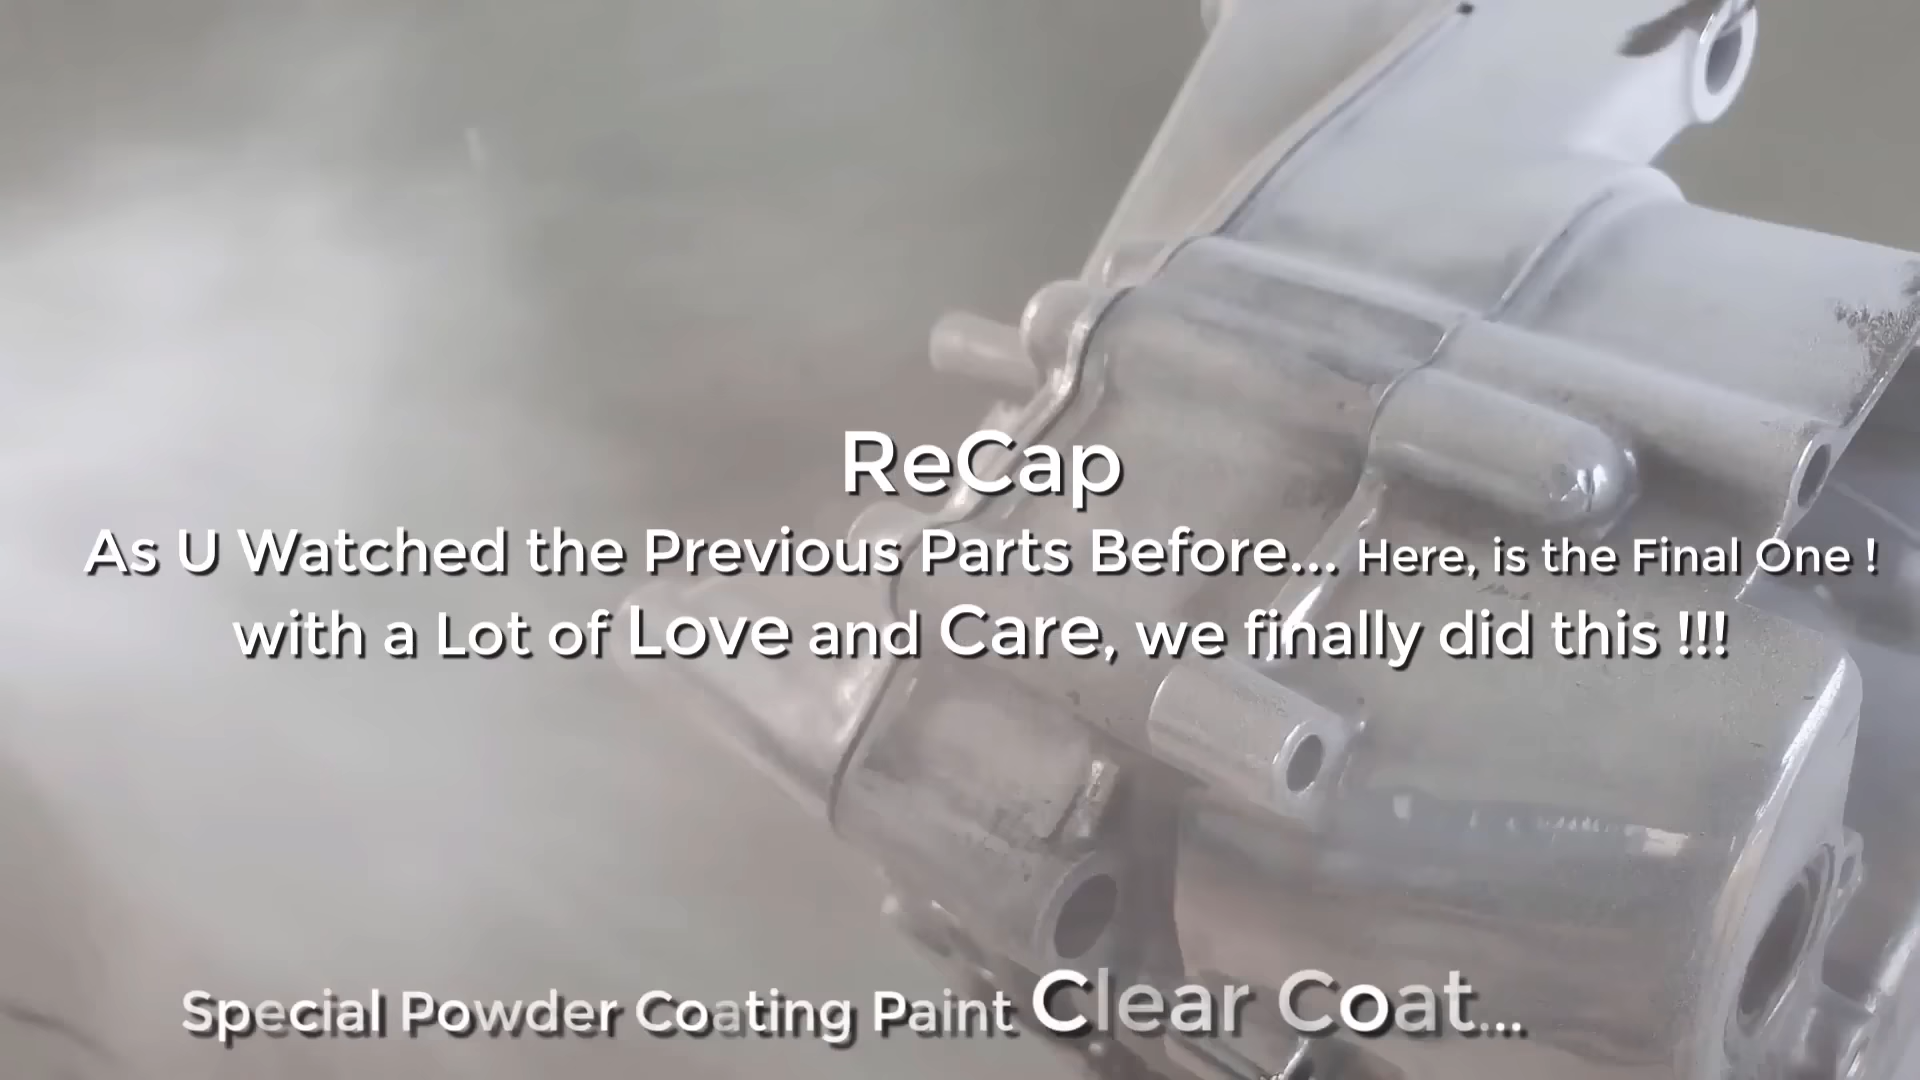 ReCap
As U Watched the Previous Parts Before... Here, is the Final One !
with a Lot of Love and Care, we finally did this !!!
Special Powder Coating Paint Clear Coat...